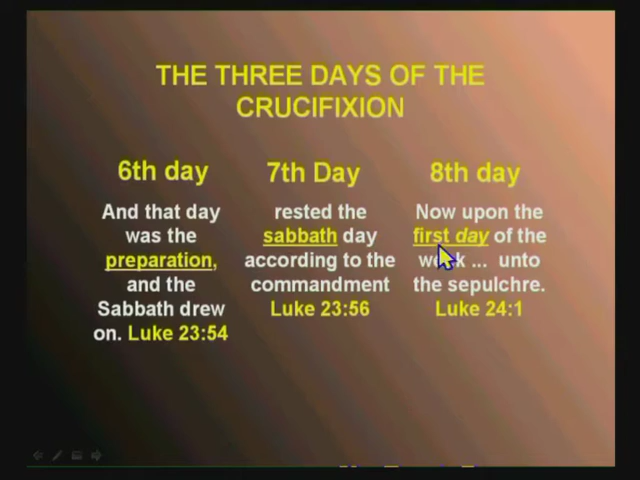 THE THREE DAYS OF THE
CRUCIFIXION
6th day
And that day
was the
preparation,
and the
Sabbath drew
on. Luke 23:54
7th Day
rested the
sabbath day
according to the
commandment
Luke 23:56
8th day
Now upon the
first day of the
week ... unto
the sepulchre.
Luke 24:1